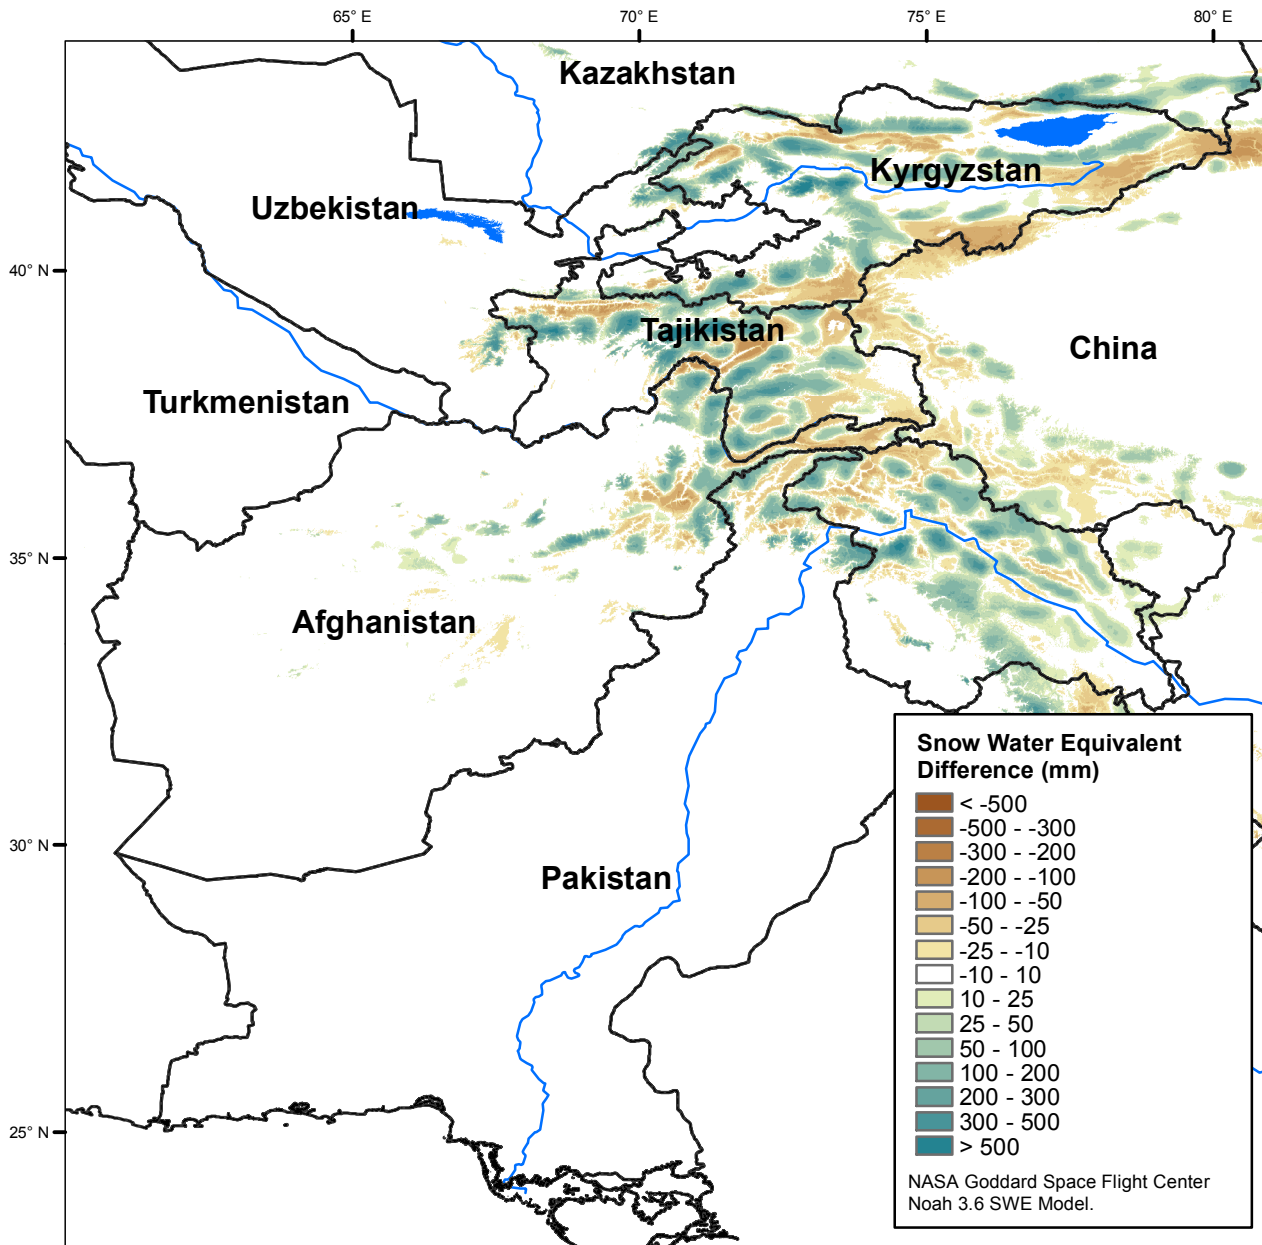 65° E
70° E
75° E
80° E
Kazakhstan
Kyrgyzstan
Uzbekistan
40° N
Tajikistan
China
Turkmenistan
35° N
Afghanistan
30° N
Pakistan
25° N
Snow Water Equivalent
Difference (mm)
< -500
-500 - -300
-300 - -200
-200 - -100
-100 - -50
-50 - -25
-25 - -10
-10 - 10
10 - 25
25 - 50
50 - 100
100 - 200
200 - 300
300 - 500
> 500
NASA Goddard Space Flight Center
Noah 3.6 SWE Model.